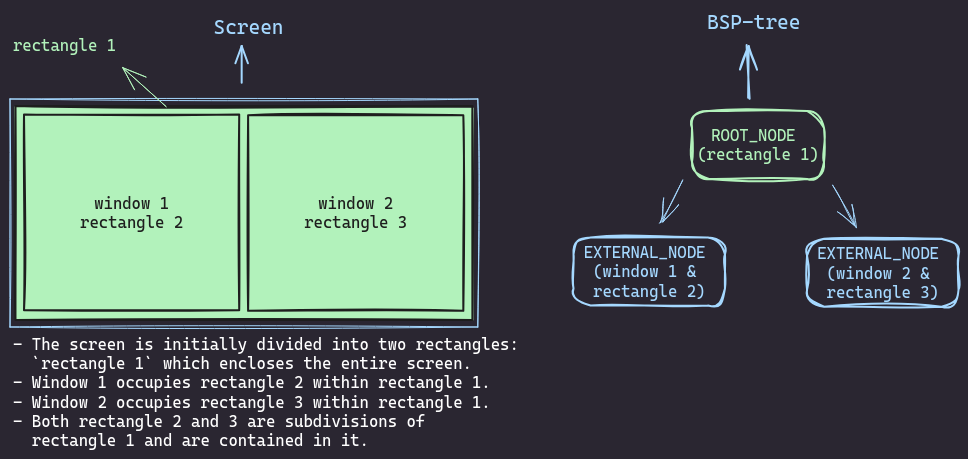 Screen
BSP-tree
rectangle 1
ROOT_NODE
(rectangle 1)
window 1
rectangle 2
window 2
rectangle 3
EXTERNAL_NODE
(window 1 &
rectangle 2)
EXTERNAL_NODE
(window 2 &
rectangle 3)
- The screen is initially divided into two rectangles:
`rectangle 1` which encloses the entire screen.
- Window 1 occupies rectangle 2 within rectangle 1.
- Window 2 occupies rectangle 3 within rectangle 1.
- Both rectangle 2 and 3 are subdivisions of
rectangle 1 and are contained in it.